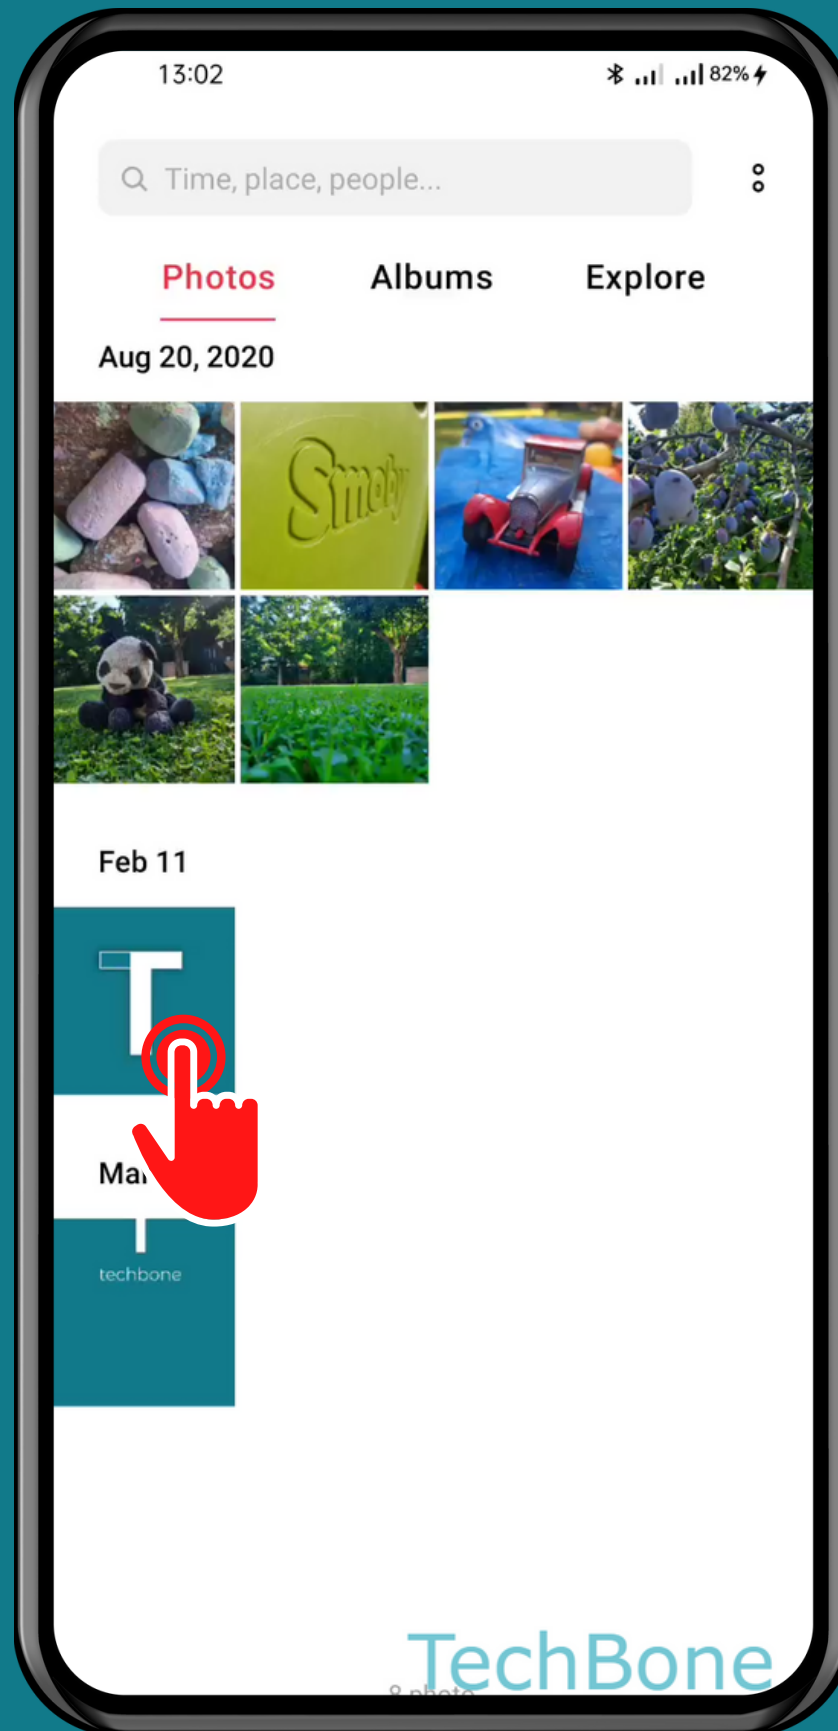 13:02
82%
Time, place, people...
Photos Albums Explore
Aug 20, 2020
Smoby
Feb 11
T
techbone
TechBone